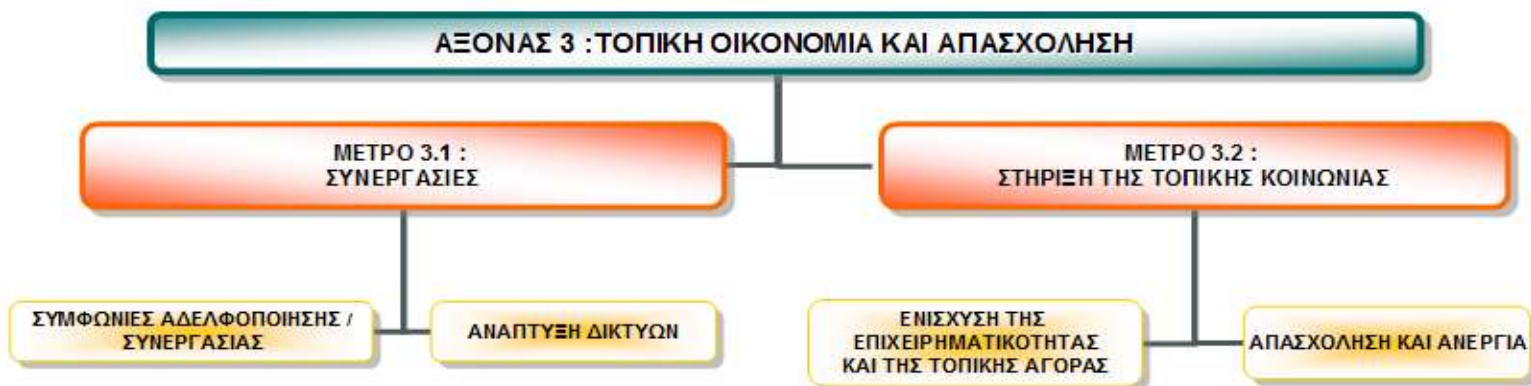 ΑΞΟΝΑΣ 3 : ΤΟΠΙΚΗ ΟΙΚΟΝΟΜΙΑ ΚΑΙ ΑΠΑΣΧΟΛΗΣΗ
ΜΕΤΡΟ 3.1 :
ΣΥΝΕΡΓΑΣΙΕΣ
ΜΕΤΡΟ 3.2 :
ΣΤΗΡΙΞΗ ΤΗΣ ΤΟΠΙΚΗΣ ΚΟΙΝΩΝΙΑΣ
ΣΥΜΦΩΝΙΕΣ ΑΔΕΛΦΟΠΟΙΗΣΗΣ /
ΣΥΝΕΡΓΑΣΙΑΣ
ΑΝΑΠΤΥΞΗ ΔΙΚΤΥΩΝ
ΕΝΙΣΧΥΣΗ ΤΗΣ
ΕΠΙΧΕΙΡΗΜΑΤΙΚΟΤΗΤΑΣ
ΚΑΙ ΤΗΣ ΤΟΠΙΚΗΣ ΑΓΟΡΑΣ
ΑΠΑΣΧΟΛΗΣΗ ΚΑΙ ΑΝΕΡΓΙΑ